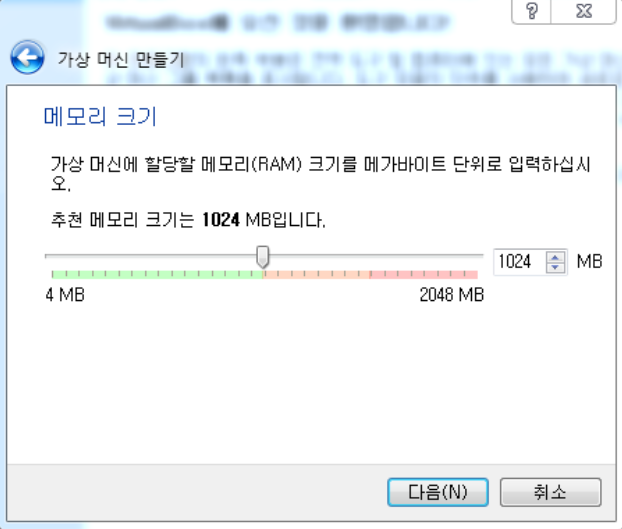 가상 머신 만들기
메모리 크기
가상 머신에 할당할 메모리(RAM) 크기를 메가바이트 단위로 입력하십시
오.
추천 메모리 크기는 1024 MB입니다.
1024 MB
4 MB 2048 MB
다음(N) 취소